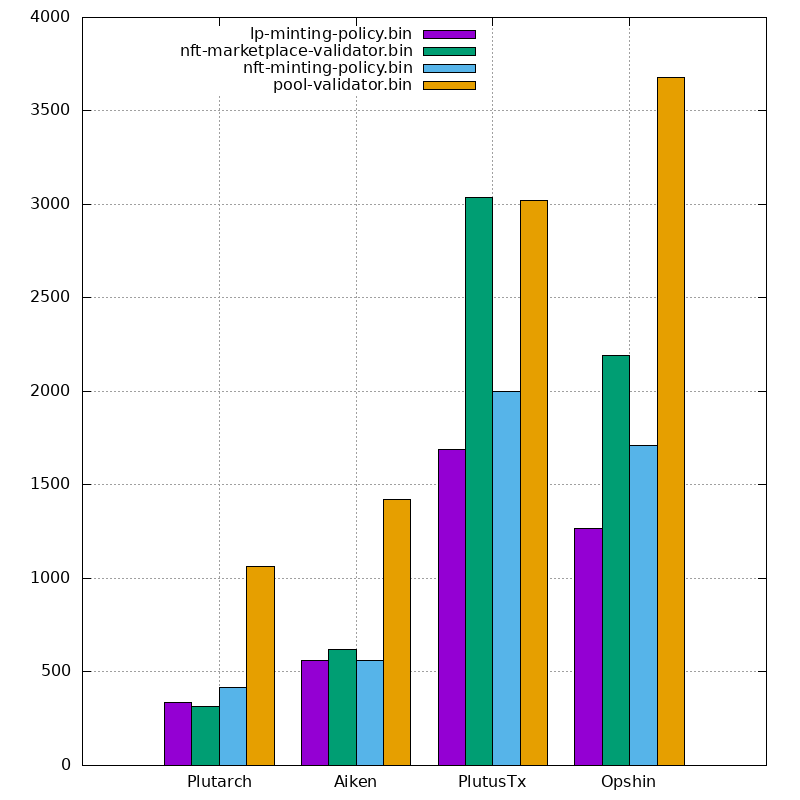 4000
3500
3000
2500
2000
1500
1000
500
0
lp-minting-policy.bin
nft-marketplace-validator.bin
nft-minting-policy.bin
pool-validator.bin
Plutarch
Aiken
PlutusTx
Opshin